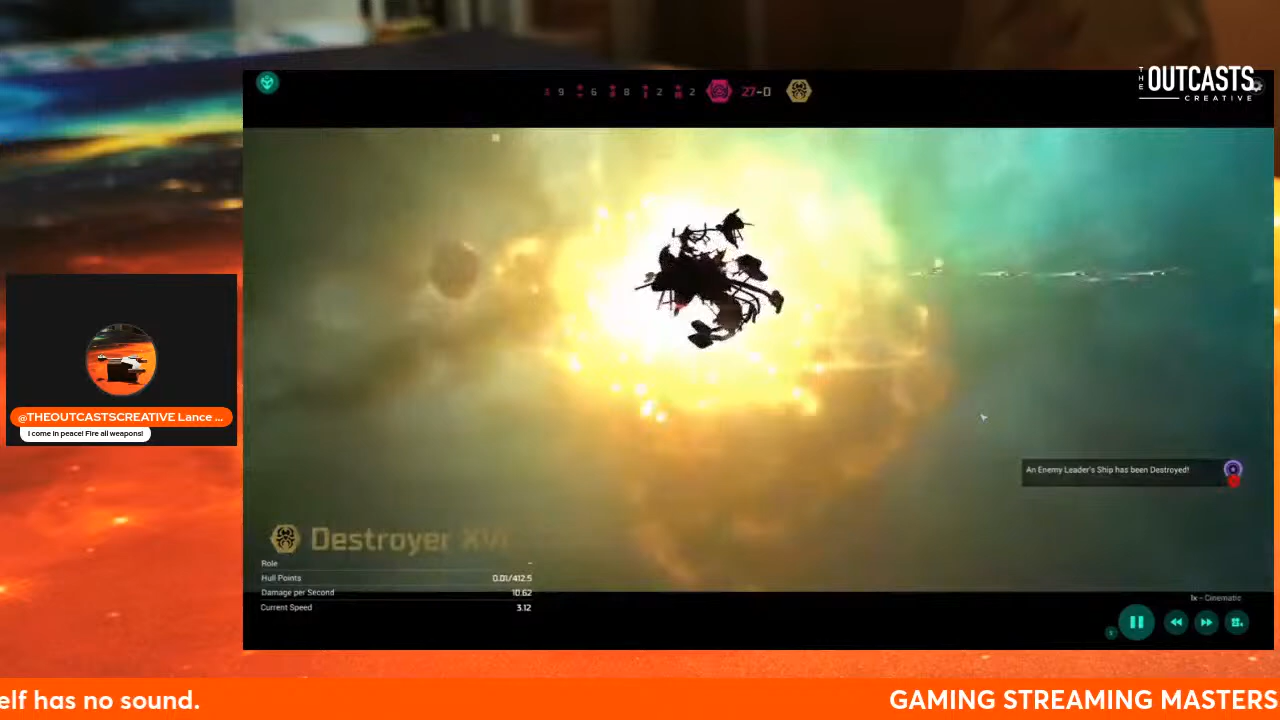 THE
OUTCASTS
CREATIVE
9 6 8 2 2 27-0
An Enemy Leader's Ship has been Destroyed!
@THEOUTCASTSCREATIVE Lance ...
I come in peace! Fire all weapons!
Destroyer XVI
Role -
Hull Points 0.01/412.5
Damage per Second 10.62
Current Speed 3.12
1x - Cinematic
elf has no sound.
GAMING STREAMING MASTERS